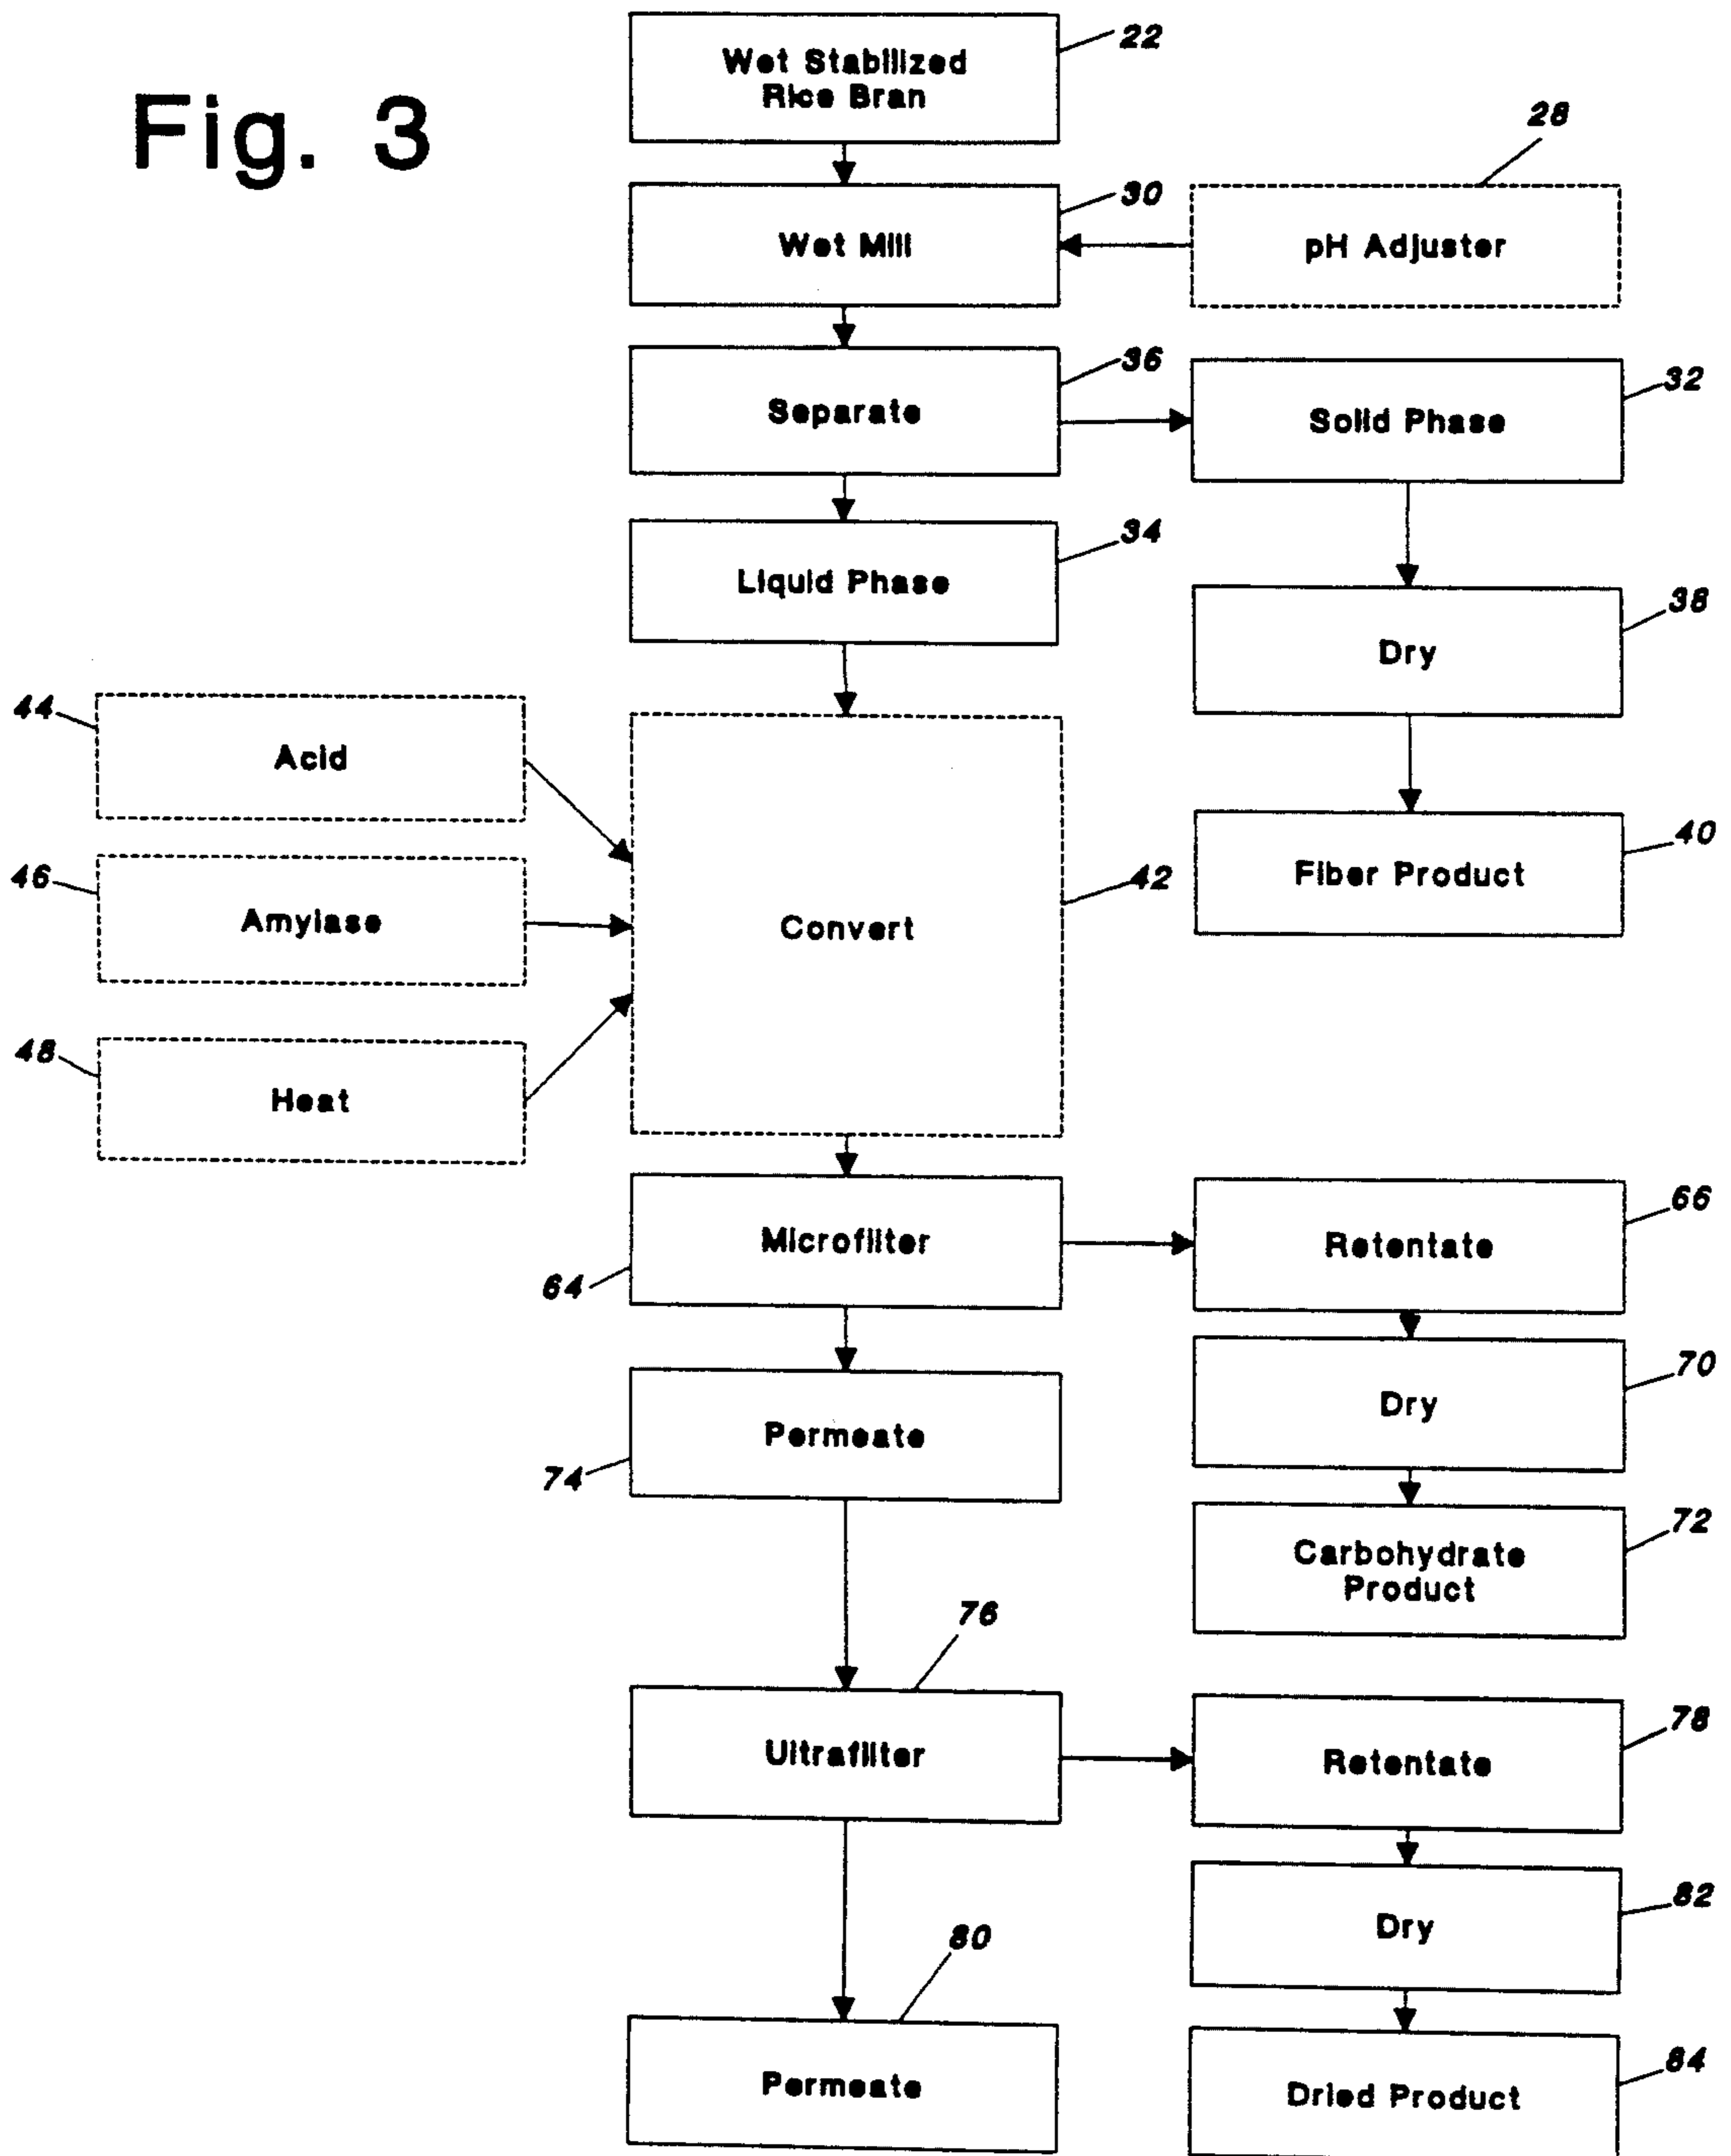 Fig. 3
22
Wet Stabilized
Rice Bran
28
30
Wet Mill
pH Adjuster
36
Separate
32
Solid Phase
34
Liquid Phase
38
Dry
44
Acid
46
Amylase
42
Convert
40
Fiber Product
48
Heat
66
Microfilter
Retentate
64
70
Permeate
Dry
74
72
Carbohydrate
Product
76
78
Ultrafilter
Retentate
82
Dry
80
Permeate
84
Dried Product